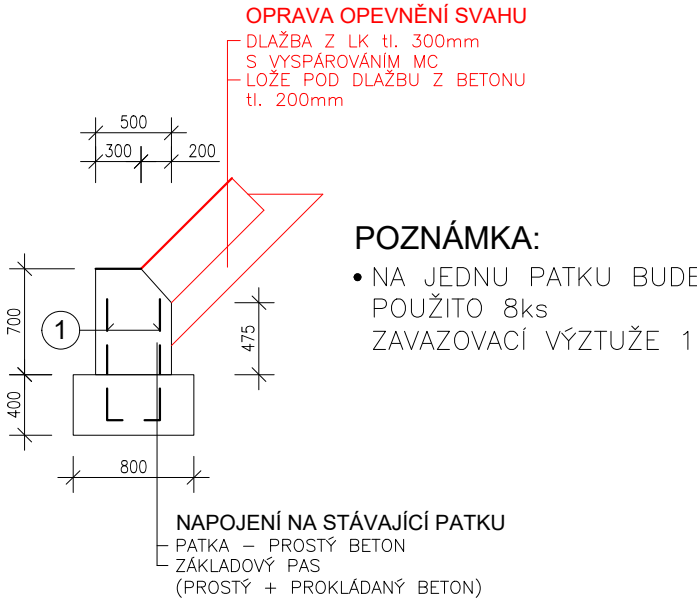 OPRAVA OPEVNĚNÍ SVAHU
DLAŽBA Z LK tl. 300mm
S VYSPÁROVÁNÍM MC
LOŽE POD DLAŽBU Z BETONU
tl. 200mm
500
300
200
POZNÁMKA:
• NA JEDNU PATKU BUDE
POUŽITO 8ks
ZAVAZOVACÍ VÝZTUŽE 1
700
1
475
400
800
NAPOJENÍ NA STÁVAJÍCÍ PATKU
PATKA – PROSTÝ BETON
ZÁKLADOVÝ PAS
(PROSTÝ + PROKLÁDANÝ BETON)